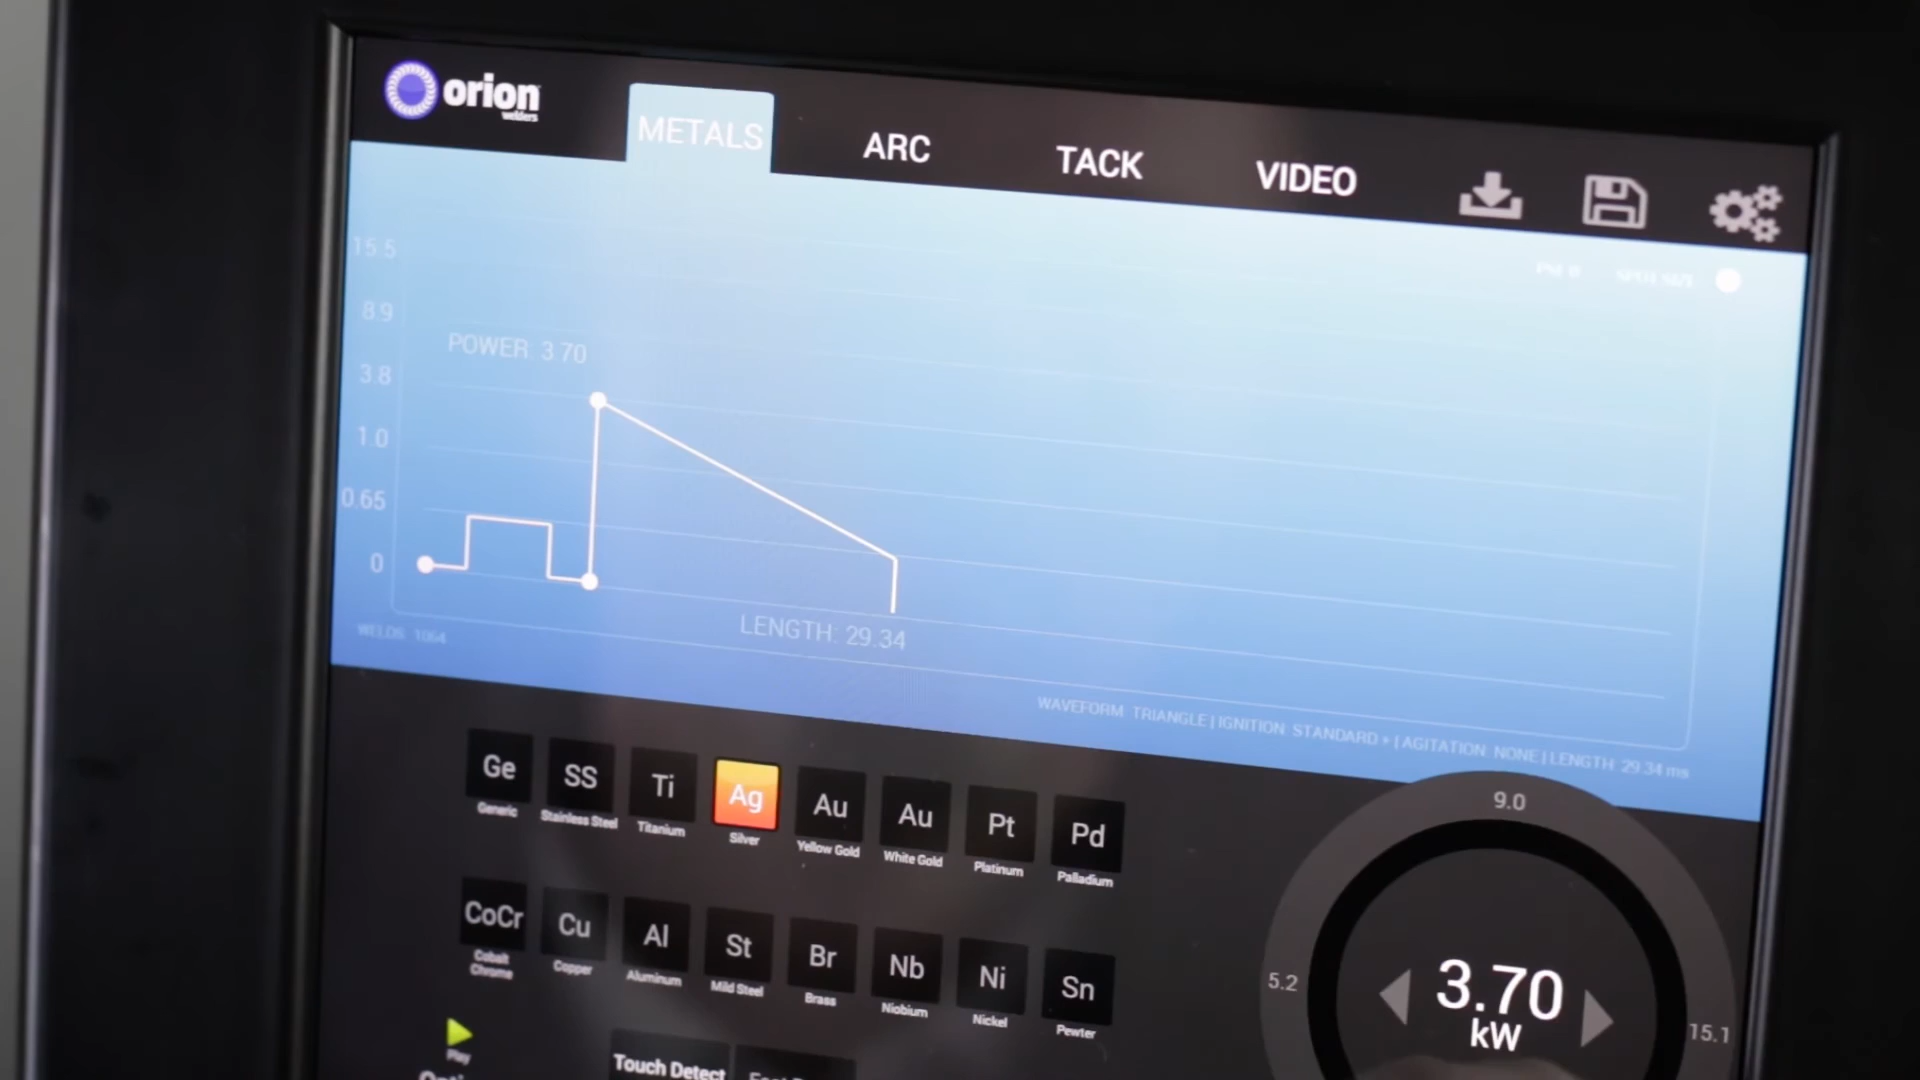 orion
welders
METALS
ARC
TACK
VIDEO
15.5
8.9
3.8
1.0
0.65
0
POWER: 3.70
LENGTH: 29.34
WELDS: 1064
WAVEFORM: TRIANGLE | IGNITION: STANDARD + | AGITATION: NONE | LENGTH: 29.34 ms
Ge
Generic
SS
Stainless Steel
Ti
Titanium
Ag
Silver
Au
Yellow Gold
Au
White Gold
Pt
Platinum
Pd
Palladium
CoCr
Cobalt
Chrome
Cu
Copper
Al
Aluminum
St
Mild Steel
Br
Brass
Nb
Niobium
Ni
Nickel
Sn
Pewter
9.0
5.2
3.70
kW
15.1
Play
Touch Detect